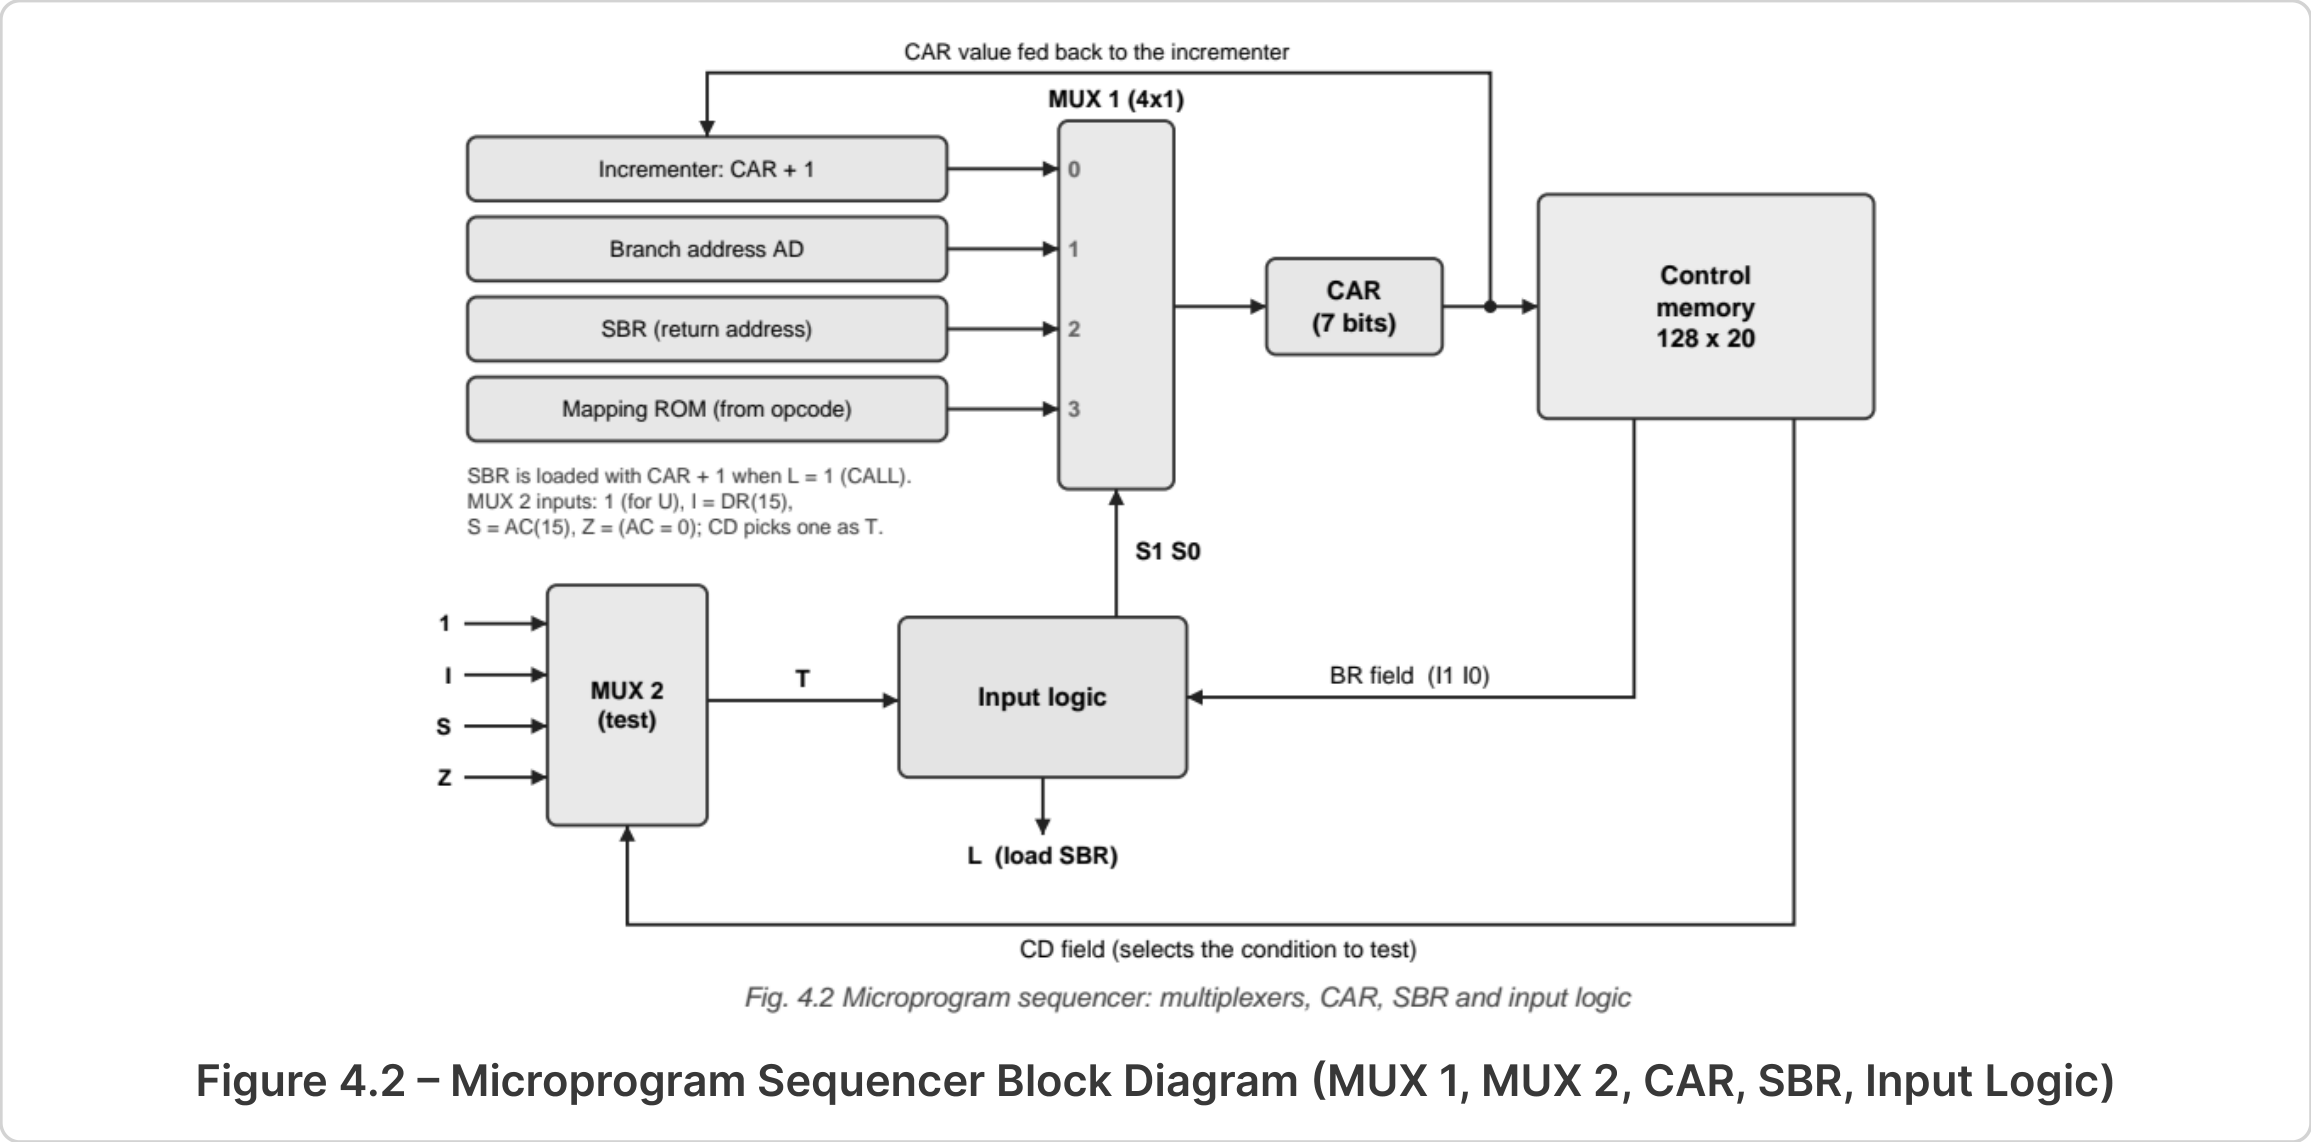 CAR value fed back to the incrementer
MUX 1 (4x1)
Incrementer: CAR + 1
0
Branch address AD
1
SBR (return address)
2
Mapping ROM (from opcode)
3
CAR
(7 bits)
Control
memory
128 x 20
SBR is loaded with CAR + 1 when L = 1 (CALL).
MUX 2 inputs: 1 (for U), I = DR(15),
S = AC(15), Z = (AC = 0); CD picks one as T.
S1 S0
1
I
S
Z
MUX 2
(test)
T
Input logic
BR field (I1 I0)
L (load SBR)
CD field (selects the condition to test)
Fig. 4.2 Microprogram sequencer: multiplexers, CAR, SBR and input logic
Figure 4.2 – Microprogram Sequencer Block Diagram (MUX 1, MUX 2, CAR, SBR, Input Logic)